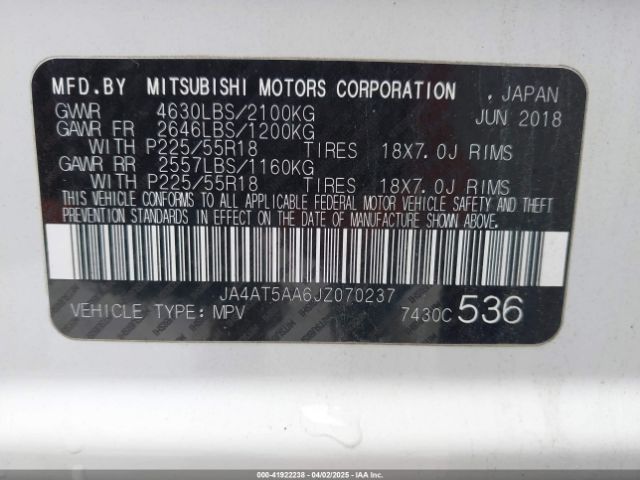 MFD.BY MITSUBISHI MOTORS CORPORATION , JAPAN
GVWR 4630LBS/2100KG JUN 2018
GAWR FR 2646LBS/1200KG
WITH P225/55R18 TIRES 18X7.0J RIMS
GAWR RR 2557LBS/1160KG
WITH P225/55R18 TIRES 18X7.0J RIMS
THIS VEHICLE CONFORMS TO ALL APPLICABLE FEDERAL MOTOR VEHICLE SAFETY AND THEFT
PREVENTION STANDARDS IN EFFECT ON THE DATE OF MANUFACTURE SHOWN ABOVE.
JA4AT5AA6JZ070237
VEHICLE TYPE: MPV 7430C 536
000-41922238 - 04/02/2025 - IAAI.COM